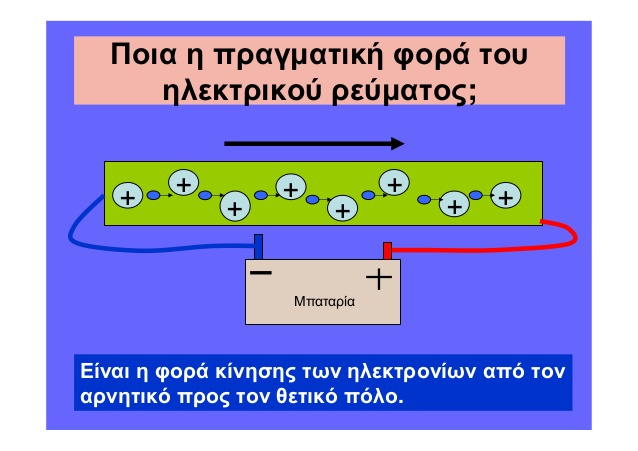 Ποια η πραγματική φορά του
ηλεκτρικού ρεύματος;
+ + + + + + + +
− +
Μπαταρία
Είναι η φορά κίνησης των ηλεκτρονίων από τον
αρνητικό προς τον θετικό πόλο.